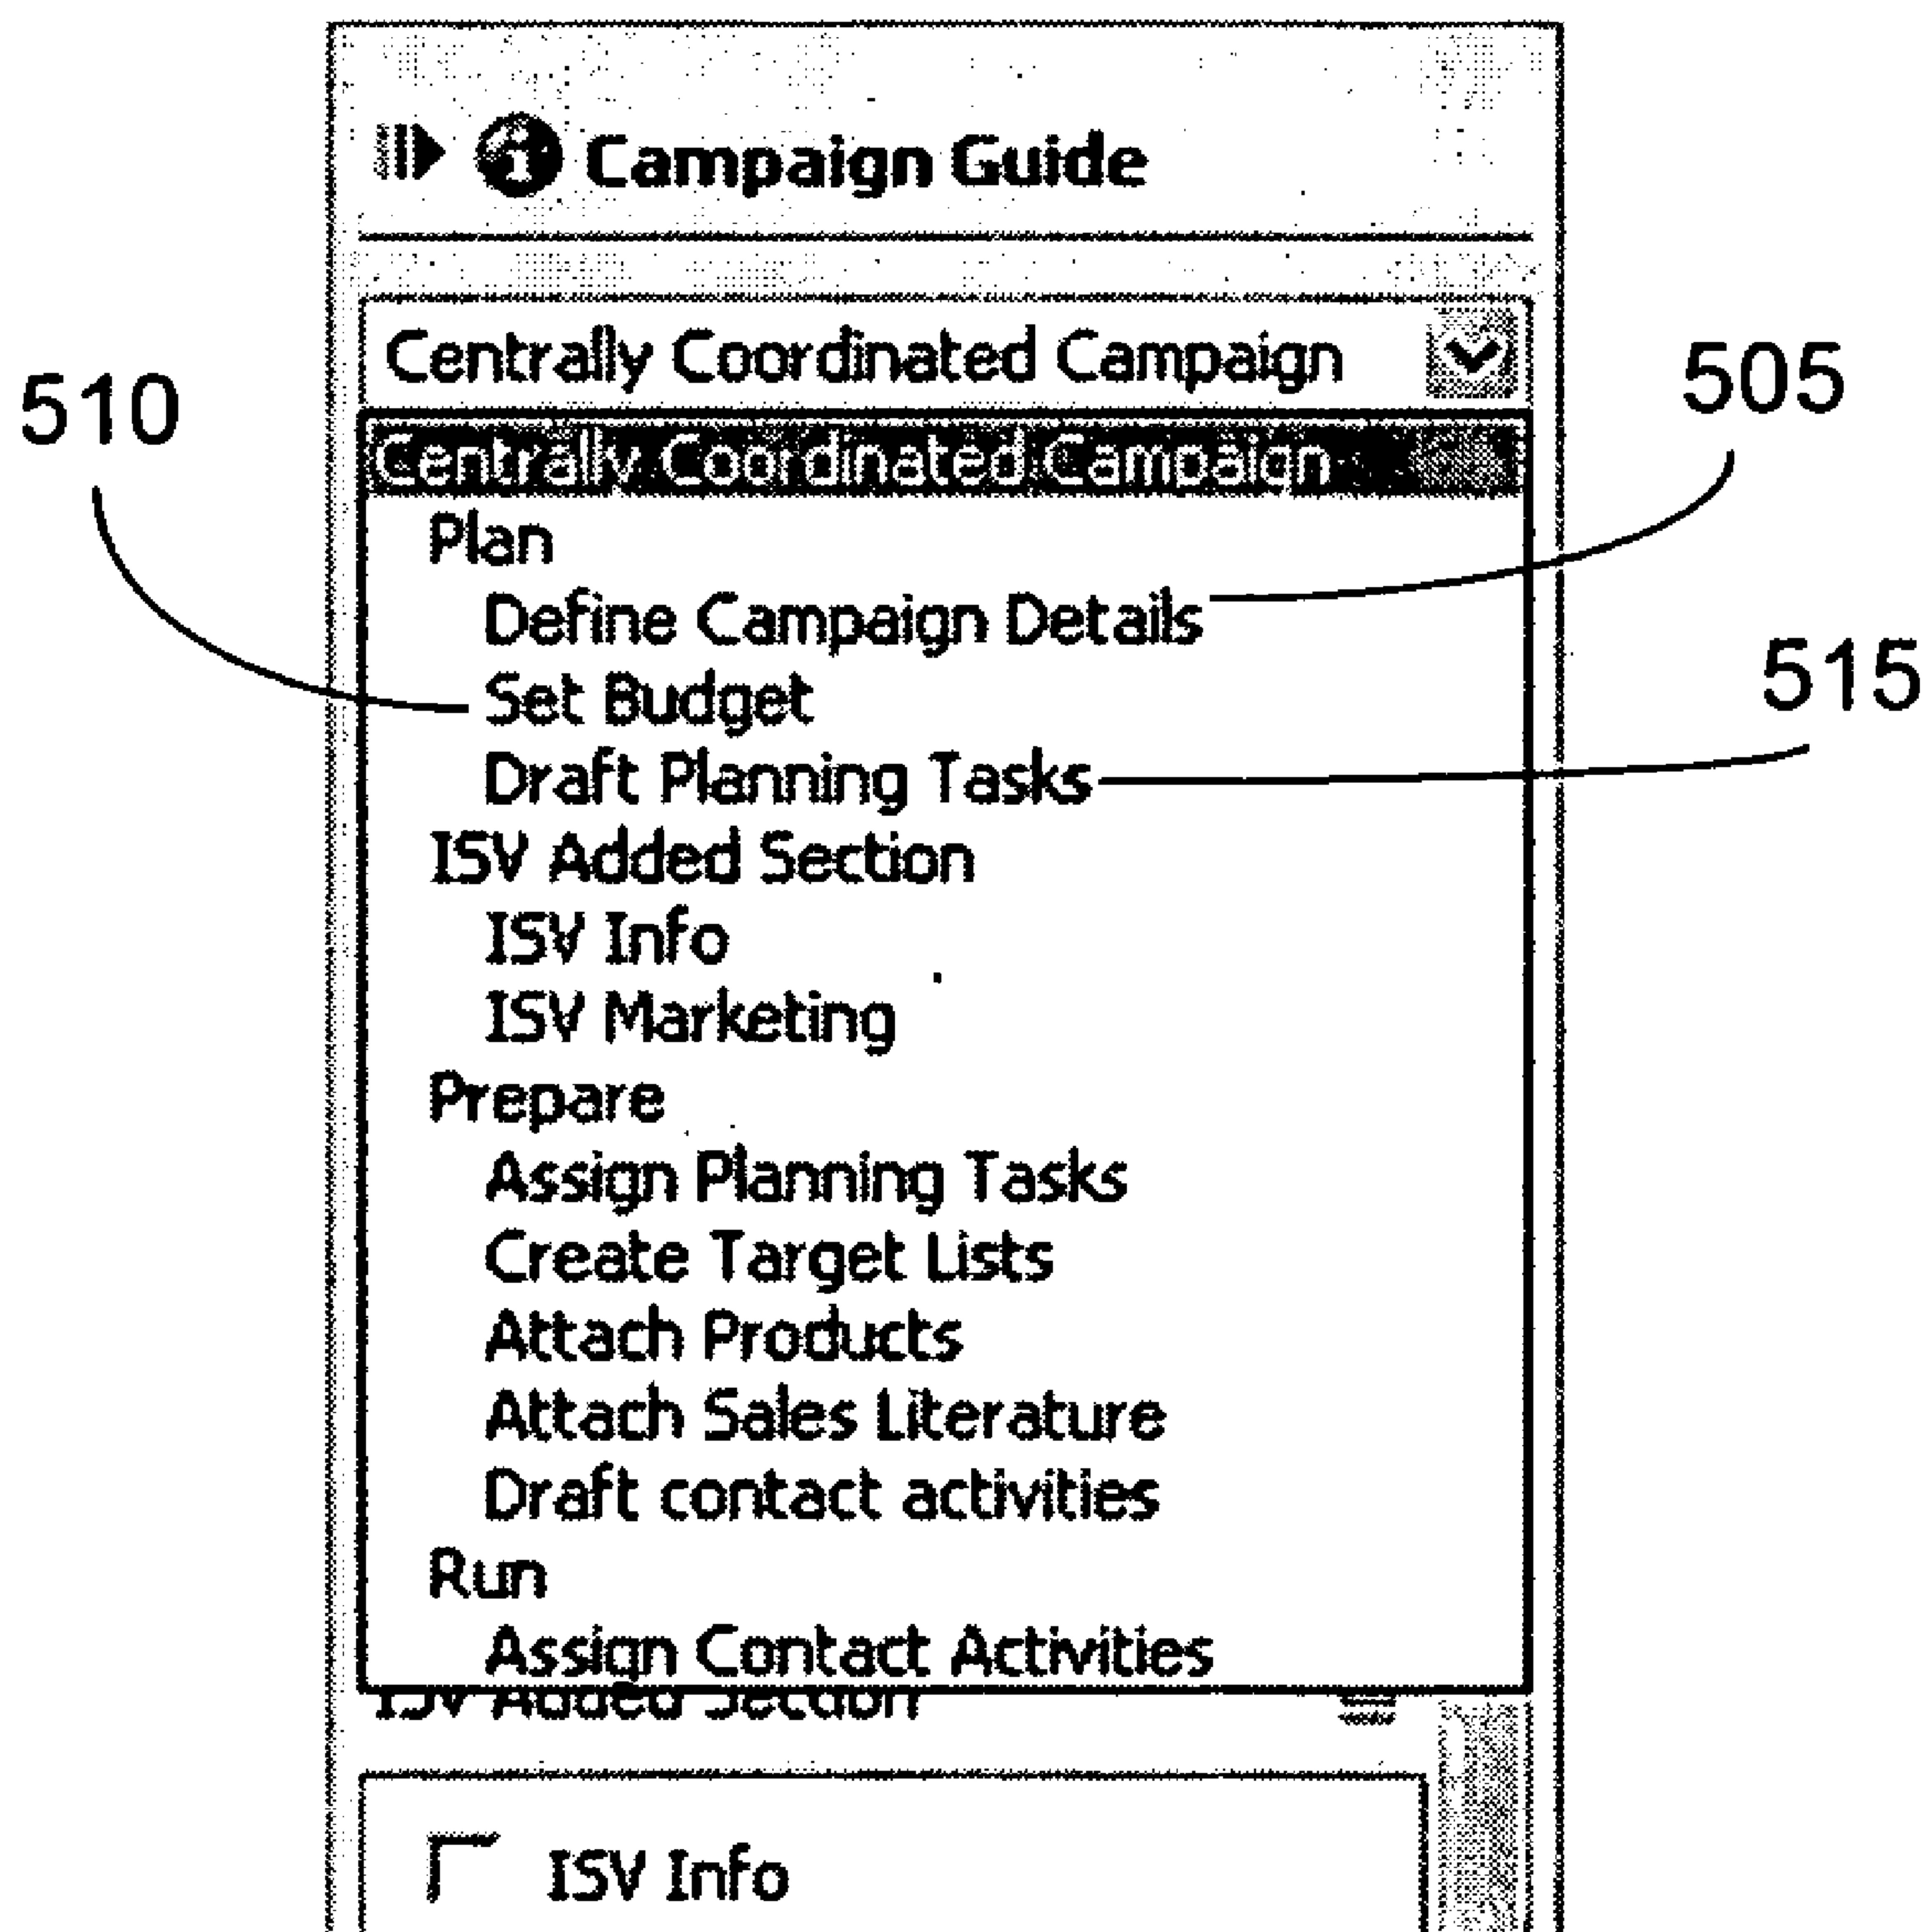 Campaign Guide
Centrally Coordinated Campaign
505
510
Centrally Coordinated Campaign
Plan
Define Campaign Details
515
Set Budget
Draft Planning Tasks
ISV Added Section
ISV Info
ISV Marketing
Prepare
Assign Planning Tasks
Create Target Lists
Attach Products
Attach Sales Literature
Draft contact activities
Run
Assign Contact Activities
ISV Added Section
ISV Info